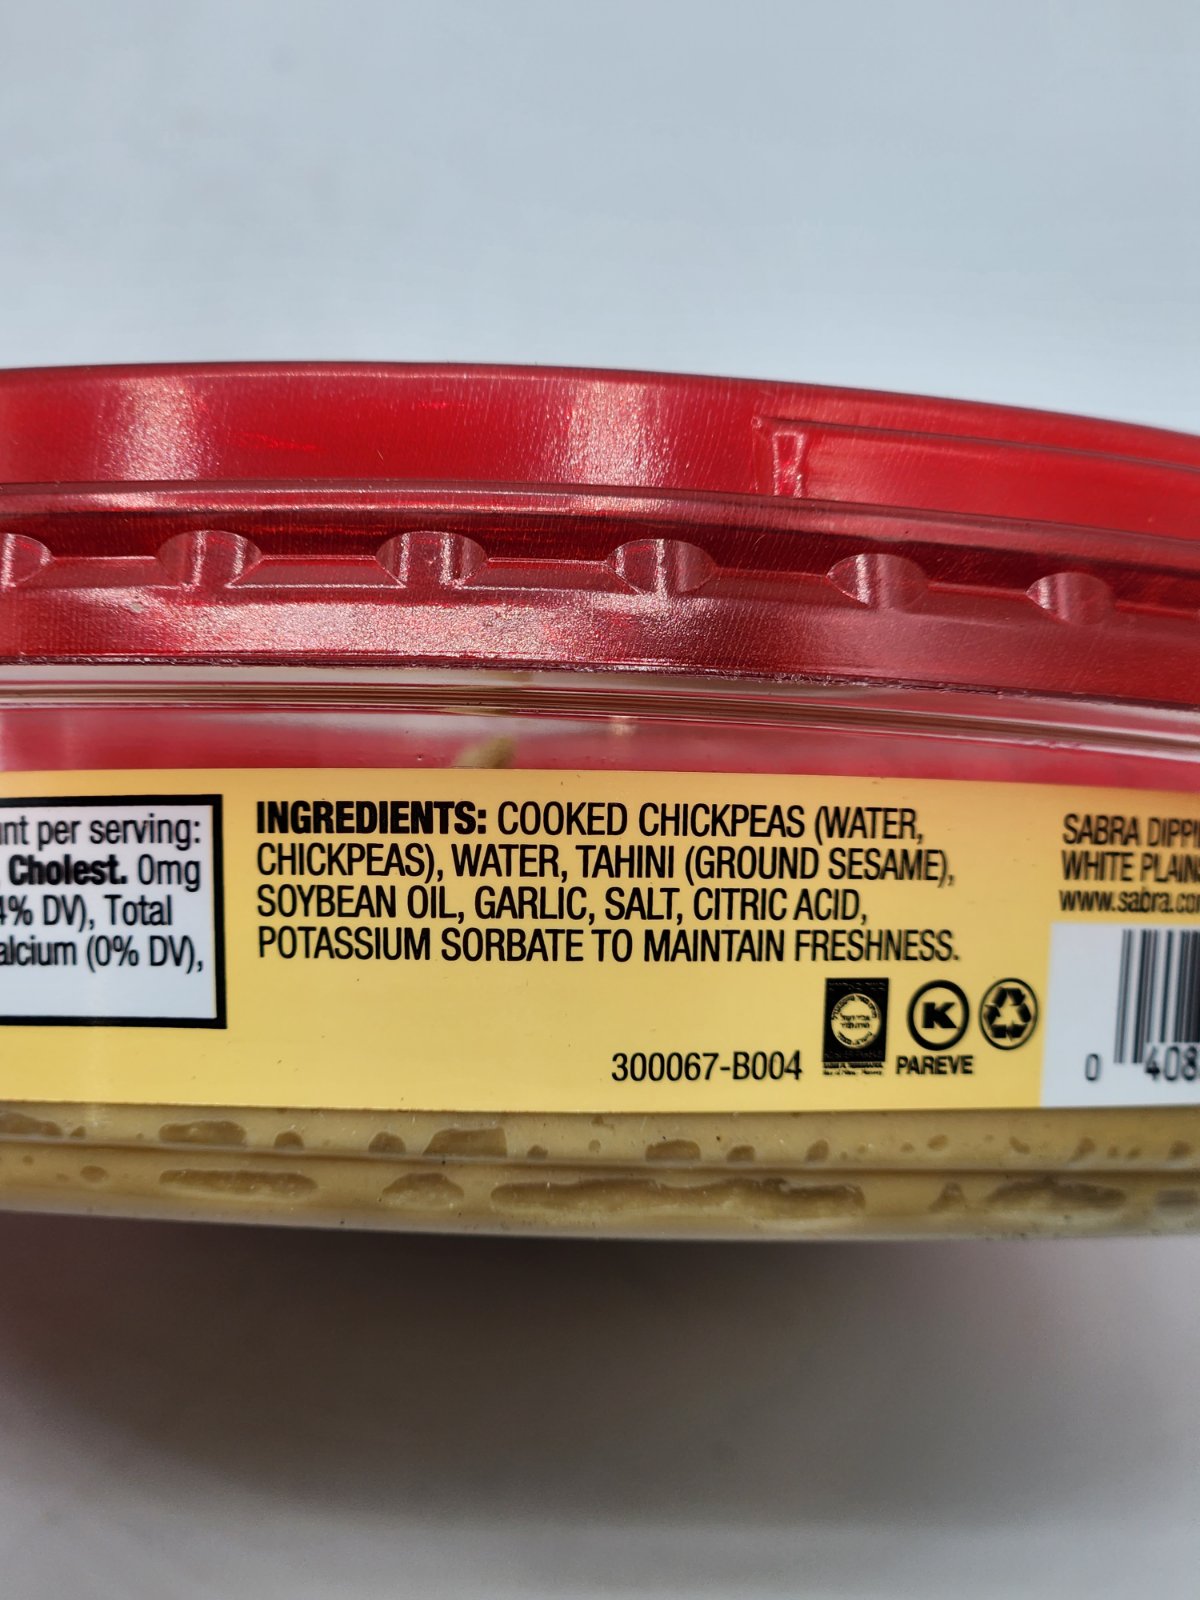 nt per serving:
Cholest. 0mg
4% DV), Total
alcium (0% DV),
INGREDIENTS: COOKED CHICKPEAS (WATER,
CHICKPEAS), WATER, TAHINI (GROUND SESAME),
SOYBEAN OIL, GARLIC, SALT, CITRIC ACID,
POTASSIUM SORBATE TO MAINTAIN FRESHNESS.
300067-B004
K
PAREVE
SABRA DIPPI
WHITE PLAINS
www.sabra.co
0 408